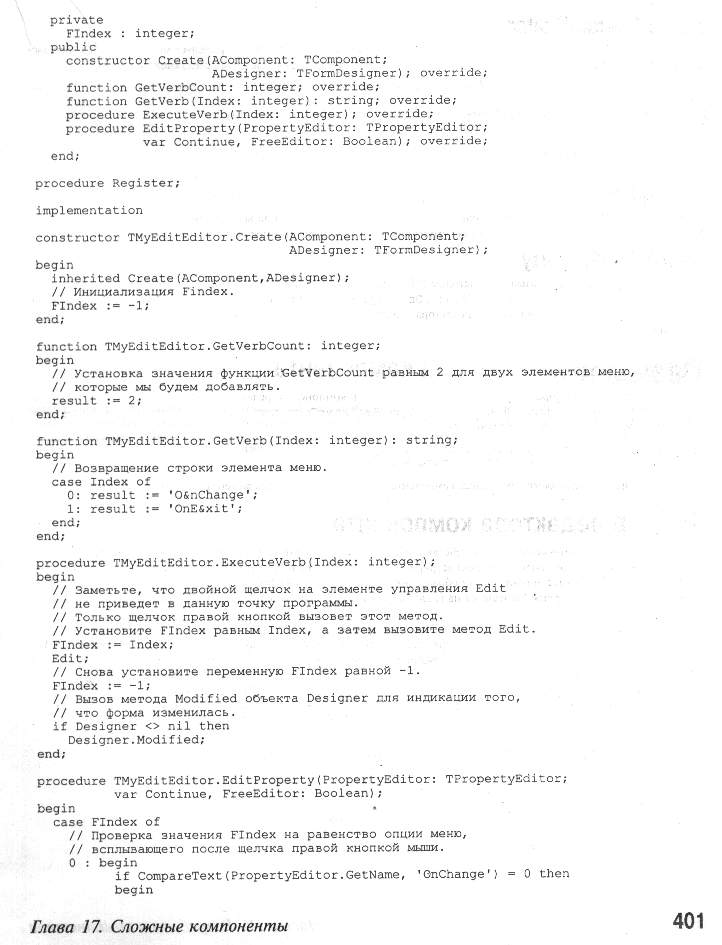 private
FIndex : integer;
public
constructor Create(AComponent: TComponent;
ADesigner: TFormDesigner); override;
function GetVerbCount: integer; override;
function GetVerb(Index: integer): string; override;
procedure ExecuteVerb(Index: integer); override;
procedure EditProperty(PropertyEditor: TPropertyEditor;
var Continue, FreeEditor: Boolean); override;
end;
procedure Register;
implementation
constructor TMyEditEditor.Create(AComponent: TComponent;
ADesigner: TFormDesigner);
begin
inherited Create(AComponent,ADesigner);
// Инициализация Findex.
FIndex := -1;
end;
function TMyEditEditor.GetVerbCount: integer;
begin
// Установка значения функции GetVerbCount равным 2 для двух элементов меню,
// которые мы будем добавлять.
result := 2;
end;
function TMyEditEditor.GetVerb(Index: integer): string;
begin
// Возвращение строки элемента меню.
case Index of
0: result := 'O&nChange';
1: result := 'OnE&xit';
end;
end;
procedure TMyEditEditor.ExecuteVerb(Index: integer);
begin
// Заметьте, что двойной щелчок на элементе управления Edit
// не приведет в данную точку программы.
// Только щелчок правой кнопкой вызовет этот метод.
// Установите FIndex равным Index, а затем вызовите метод Edit.
FIndex := Index;
Edit;
// Снова установите переменную FIndex равной -1.
FIndex := -1;
// Вызов метода Modified объекта Designer для индикации того,
// что форма изменилась.
if Designer <> nil then
Designer.Modified;
end;
procedure TMyEditEditor.EditProperty(PropertyEditor: TPropertyEditor;
var Continue, FreeEditor: Boolean);
begin
case FIndex of
// Проверка значения FIndex на равенство опции меню,
// всплывающего после щелчка правой кнопкой мыши.
0 : begin
if CompareText(PropertyEditor.GetName, 'OnChange') = 0 then
begin
Глава 17. Сложные компоненты
401